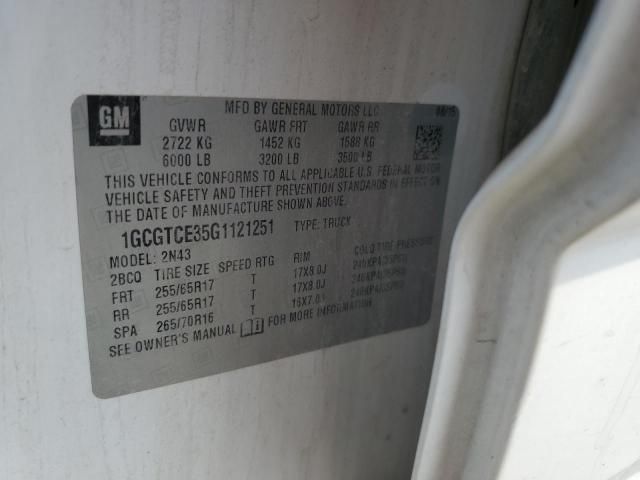 GM
MFD BY GENERAL MOTORS LLC
GVWR GAWR FRT GAWR RR
2722 KG 1452 KG 1588 KG
6000 LB 3200 LB 3500 LB
THIS VEHICLE CONFORMS TO ALL APPLICABLE U.S. FEDERAL MOTOR
VEHICLE SAFETY AND THEFT PREVENTION STANDARDS IN EFFECT ON
THE DATE OF MANUFACTURE SHOWN ABOVE.
1GCGTCE35G1121251 TYPE: TRUCK
MODEL: 2N43
2BCQ TIRE SIZE SPEED RTG RIM COLD TIRE PRESSURE
FRT 255/65R17 T 17X8.0J
RR 255/65R17 T 17X8.0J
SPA 265/70R16 T 16X7.0J
SEE OWNER'S MANUAL FOR MORE INFORMATION